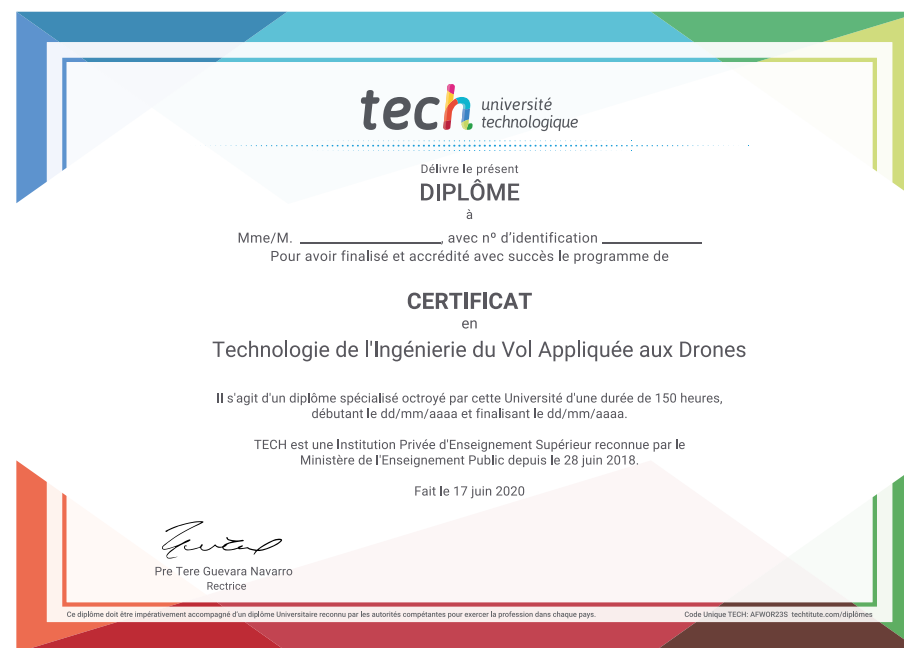 tech université
technologique
Délivre le présent
DIPLÔME
à
Mme/M. ____________________, avec nº d'identification ______________
Pour avoir finalisé et accrédité avec succès le programme de
CERTIFICAT
en
Technologie de l'Ingénierie du Vol Appliquée aux Drones
Il s'agit d'un diplôme spécialisé octroyé par cette Université d'une durée de 150 heures,
débutant le dd/mm/aaaa et finalisant le dd/mm/aaaa.
TECH est une Institution Privée d'Enseignement Supérieur reconnue par le
Ministère de l'Enseignement Public depuis le 28 juin 2018.
Fait le 17 juin 2020
Pre Tere Guevara Navarro
Rectrice
Ce diplôme doit être impérativement accompagné d'un diplôme Universitaire reconnu par les autorités compétentes pour exercer la profession dans chaque pays. Code Unique TECH: AFWOR23S techtitute.com/diplômes